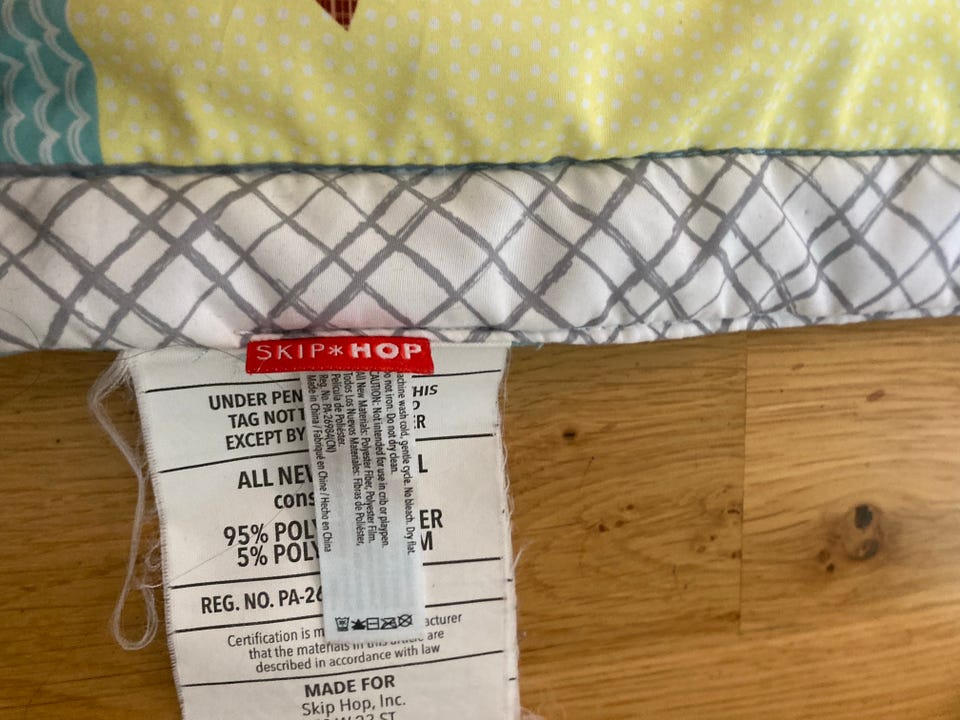 SKIP*HOP
UNDER PEN
HIS
TAG NOT
EXCEPT BY
ALL NEW
cons
95% POLY
ER
5% POLY
M
REG. NO. PA-26
Certification is m
acturer
that the materials in this article are
described in accordance with law
MADE FOR
Skip Hop, Inc.
W 23 ST
achine wash cold, gentle cycle. No bleach. Dry flat.
Do not iron. Do not dry clean.
CAUTION: Not intended for use in crib or playpen.
All New Materials: Polyester Fiber, Polyester Film.
Todos Los Nuevos Materiales: Fibras de Poliéster,
Película de Poliéster.
Reg. No. PA-26984(CN)
Made in China / Fabriqué en Chine / Hecho en China